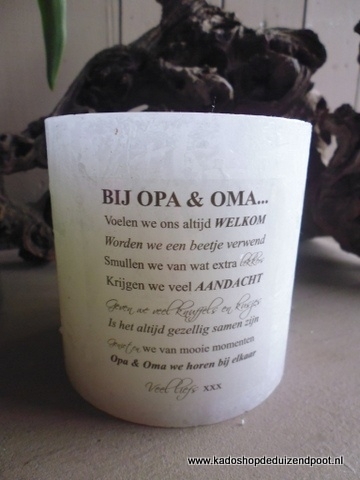 BIJ OPA & OMA...
Voelen we ons altijd WELKOM
Worden we een beetje verwend
Smullen we van wat extra lekkers
Krijgen we veel AANDACHT
Geven we veel knuffels en kusjes
Is het altijd gezellig samen zijn
Genieten we van mooie momenten
Opa & Oma we horen bij elkaar
Veel liefs xxx
www.kadoshopdeduizendpoot.nl